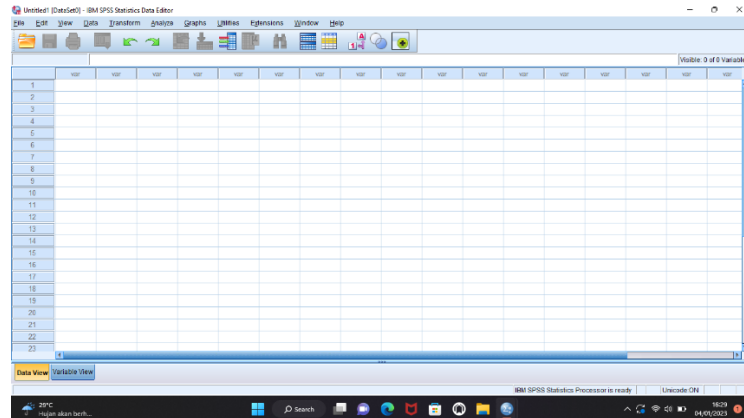 Untitled1 [DataSet0] - IBM SPSS Statistics Data Editor
File Edit View Data Transform Analyze Graphs Utilities Extensions Window Help
Visible: 0 of 0 Variable
var var var var var var var var var var var var var var var var
1
2
3
4
5
6
7
8
9
10
11
12
13
14
15
16
17
18
19
20
21
22
23
Data View Variable View
IBM SPSS Statistics Processor is ready Unicode:ON
29°C
Hujan akan berh...
Search
16:29
04/01/2023